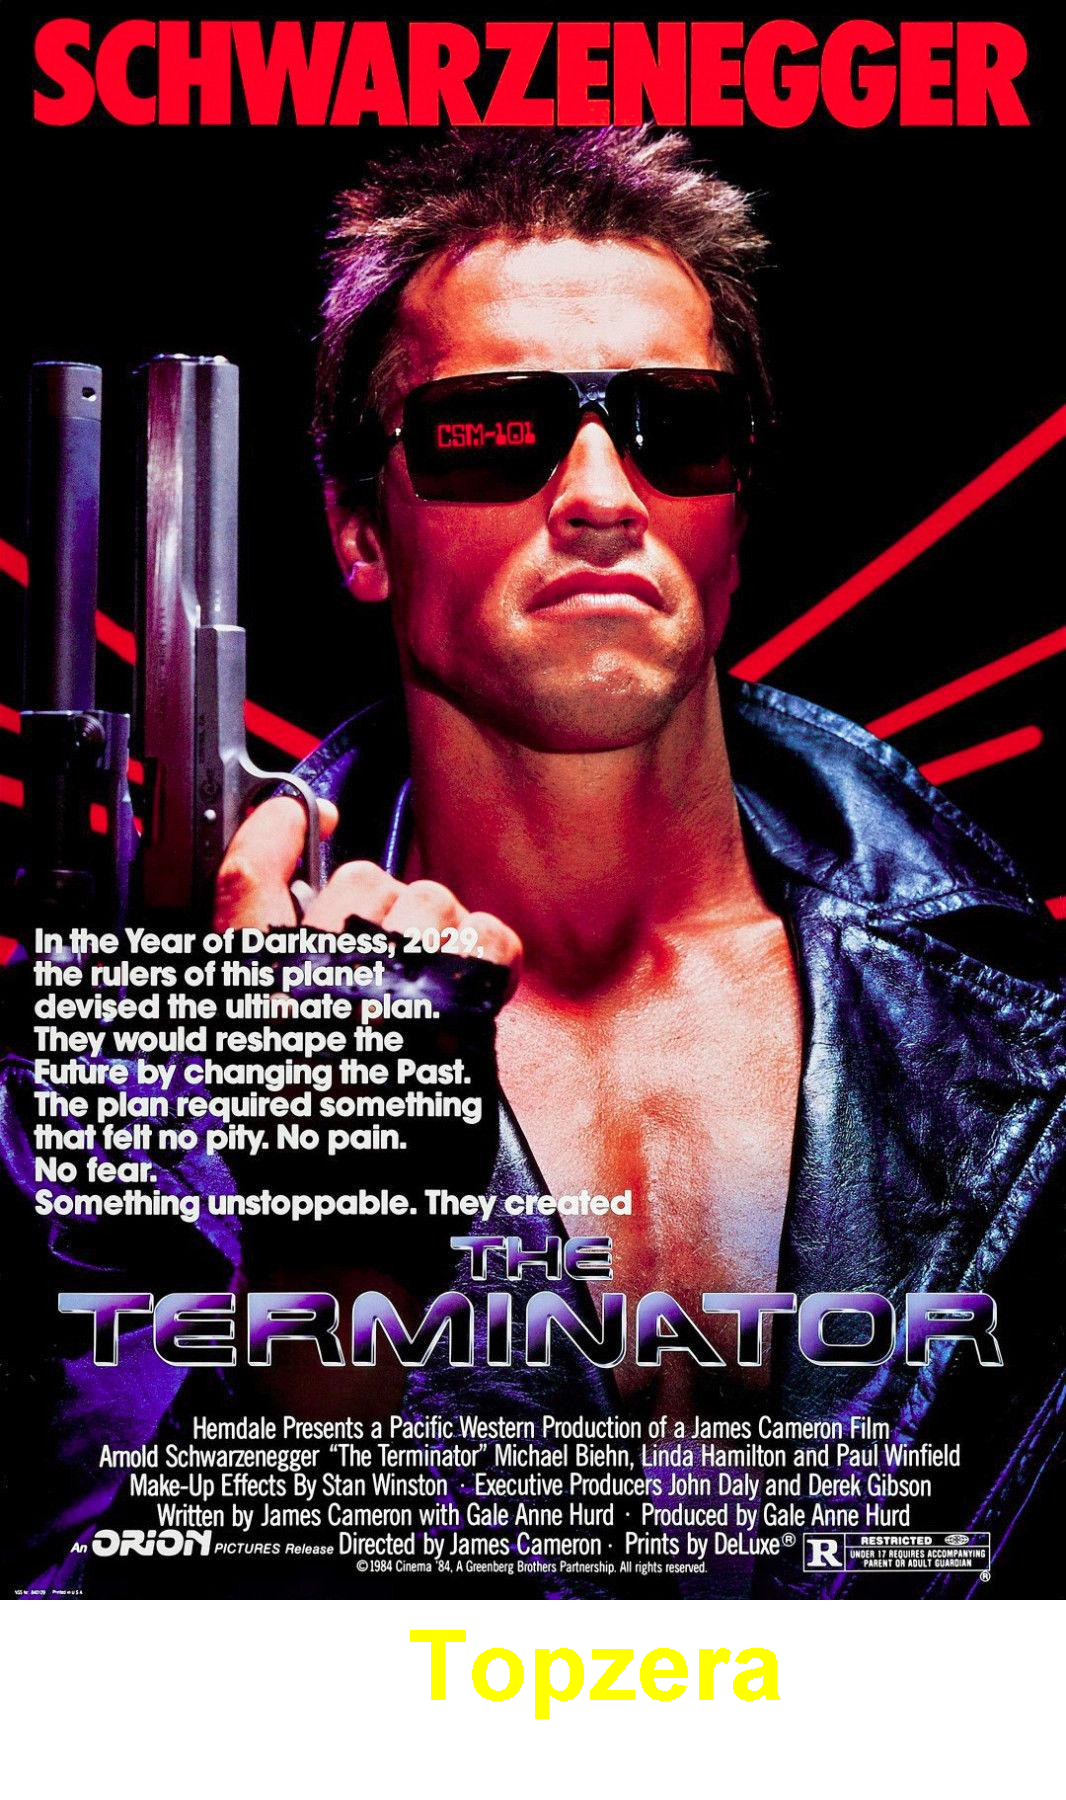 SCHWARZENEGGER
CSM-101
In the Year of Darkness, 2029,
the rulers of this planet
devised the ultimate plan.
They would reshape the
Future by changing the Past.
The plan required something
that felt no pity. No pain.
No fear.
Something unstoppable. They created
THE
TERMINATOR
Hemdale Presents a Pacific Western Production of a James Cameron Film
Arnold Schwarzenegger “The Terminator” Michael Biehn, Linda Hamilton and Paul Winfield
Make-Up Effects By Stan Winston · Executive Producers John Daly and Derek Gibson
Written by James Cameron with Gale Anne Hurd · Produced by Gale Anne Hurd
An ORION PICTURES Release Directed by James Cameron · Prints by DeLuxe®
R RESTRICTED
UNDER 17 REQUIRES ACCOMPANYING
PARENT OR ADULT GUARDIAN
®
©1984 Cinema '84, A Greenberg Brothers Partnership. All rights reserved.
Printed in U.S.A.
Topzera